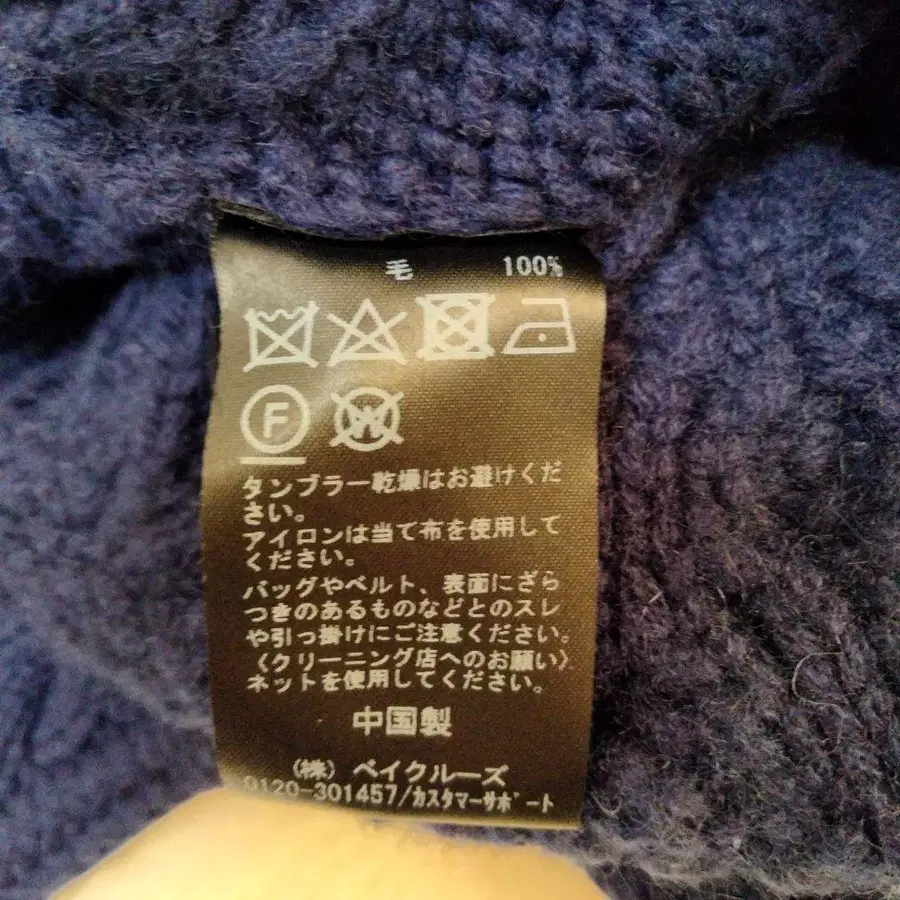 毛 100%
F W
タンブラー乾燥はお避けくだ
さい。
アイロンは当て布を使用して
ください。
バッグやベルト、表面にざら
つきのあるものなどとのスレ
や引っ掛けにご注意ください。
〈クリーニング店へのお願い〉
ネットを使用してください。
中国製
(株) ベイクルーズ
0120-301457/カスタマーサポート